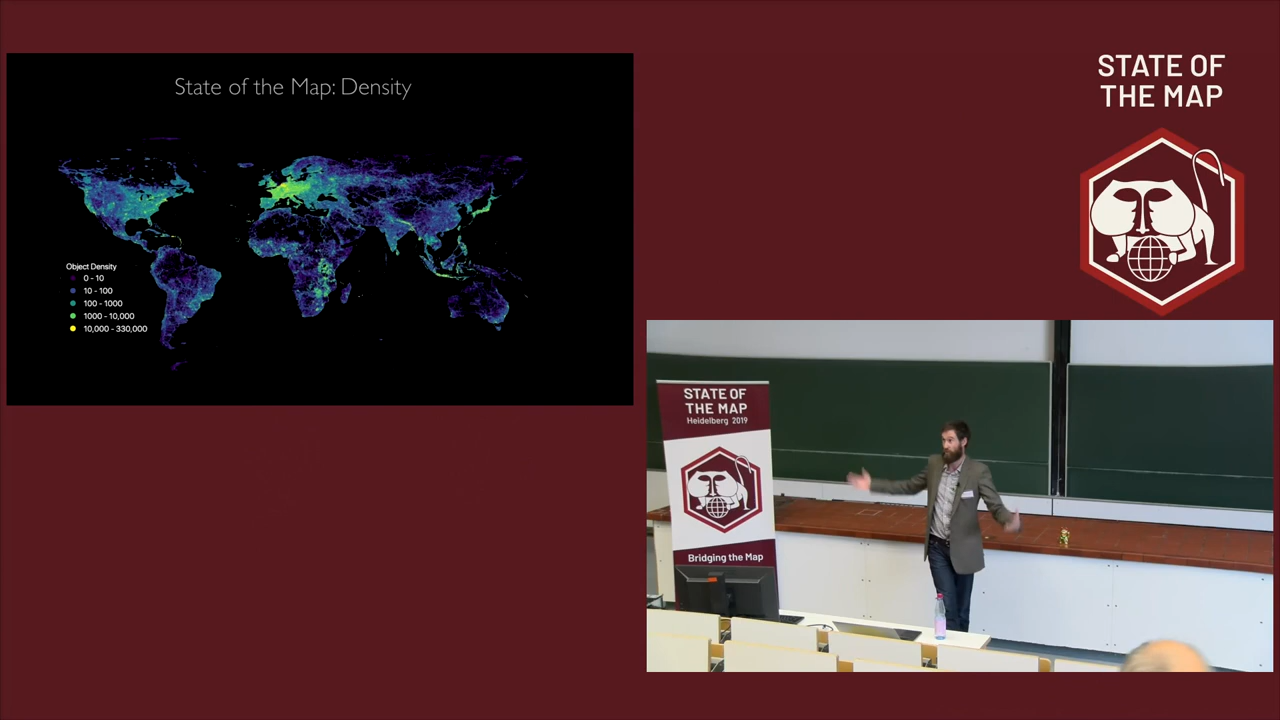 State of the Map: Density
Object Density
0 - 10
10 - 100
100 - 1000
1000 - 10,000
10,000 - 330,000
STATE OF
THE MAP
STATE OF
THE MAP
Heidelberg 2019
Bridging the Map